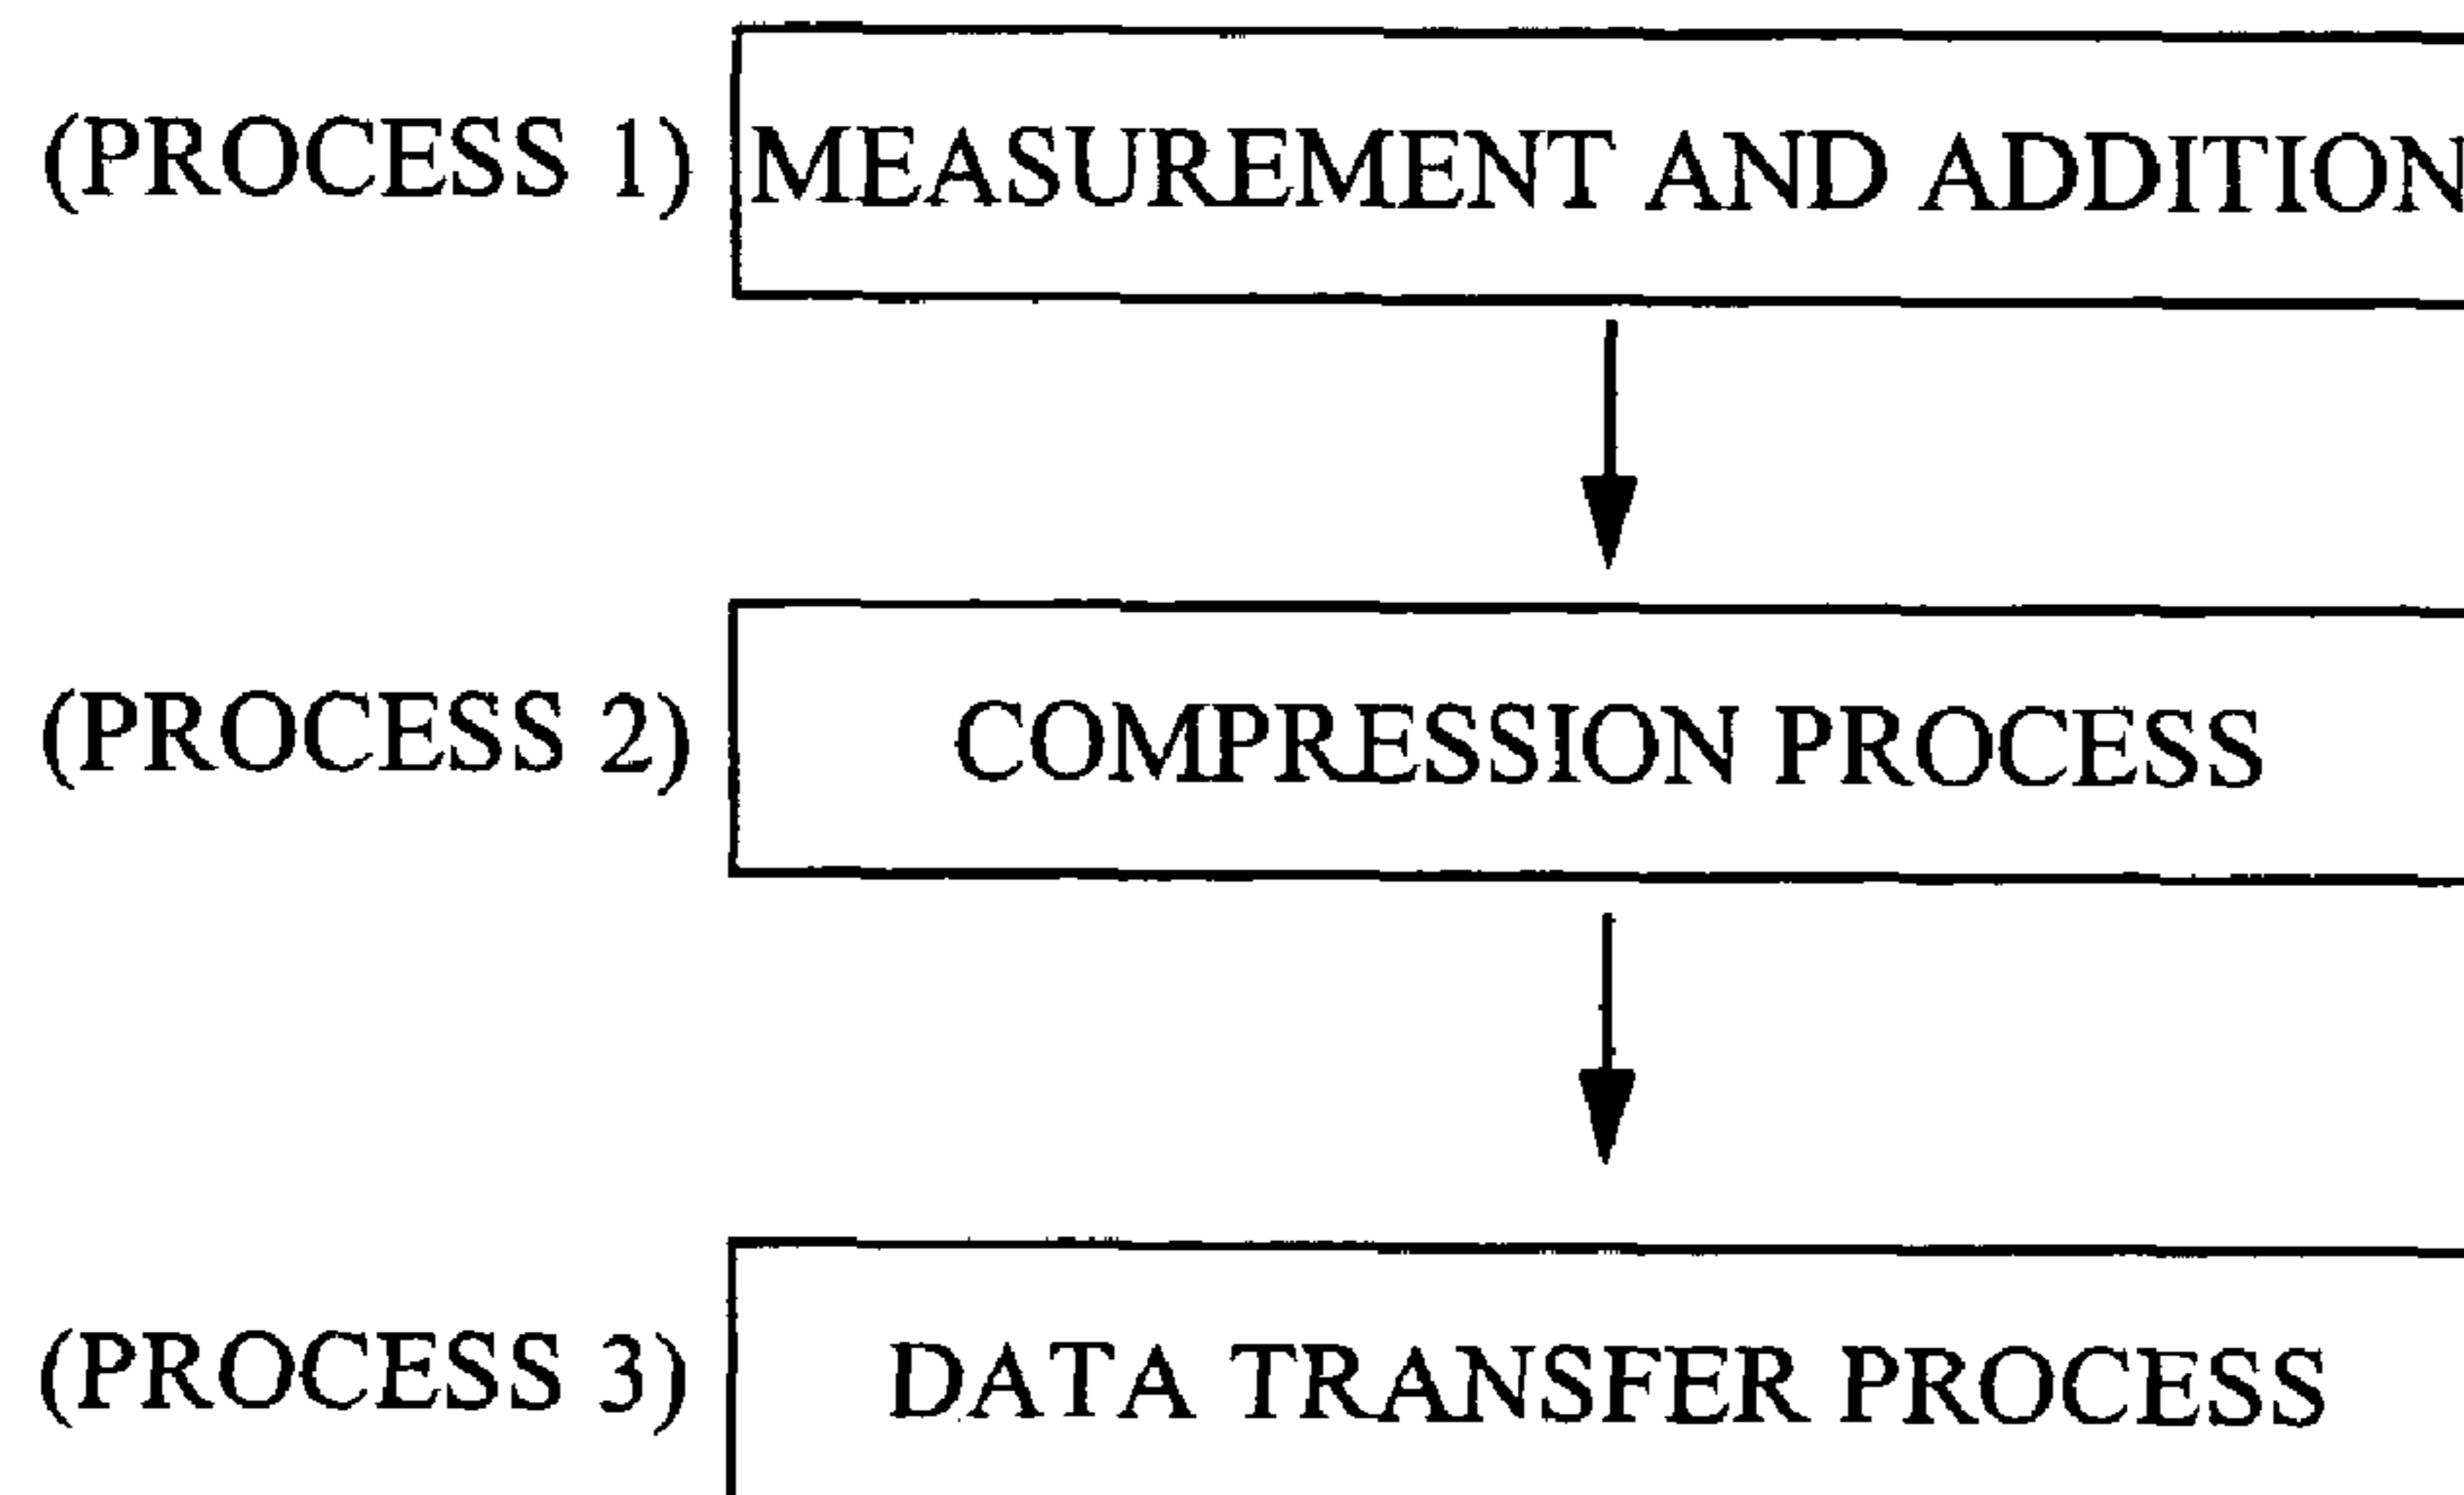 (PROCESS 1) MEASUREMENT AND ADDITION
(PROCESS 2) COMPRESSION PROCESS
(PROCESS 3) DATA TRANSFER PROCESS